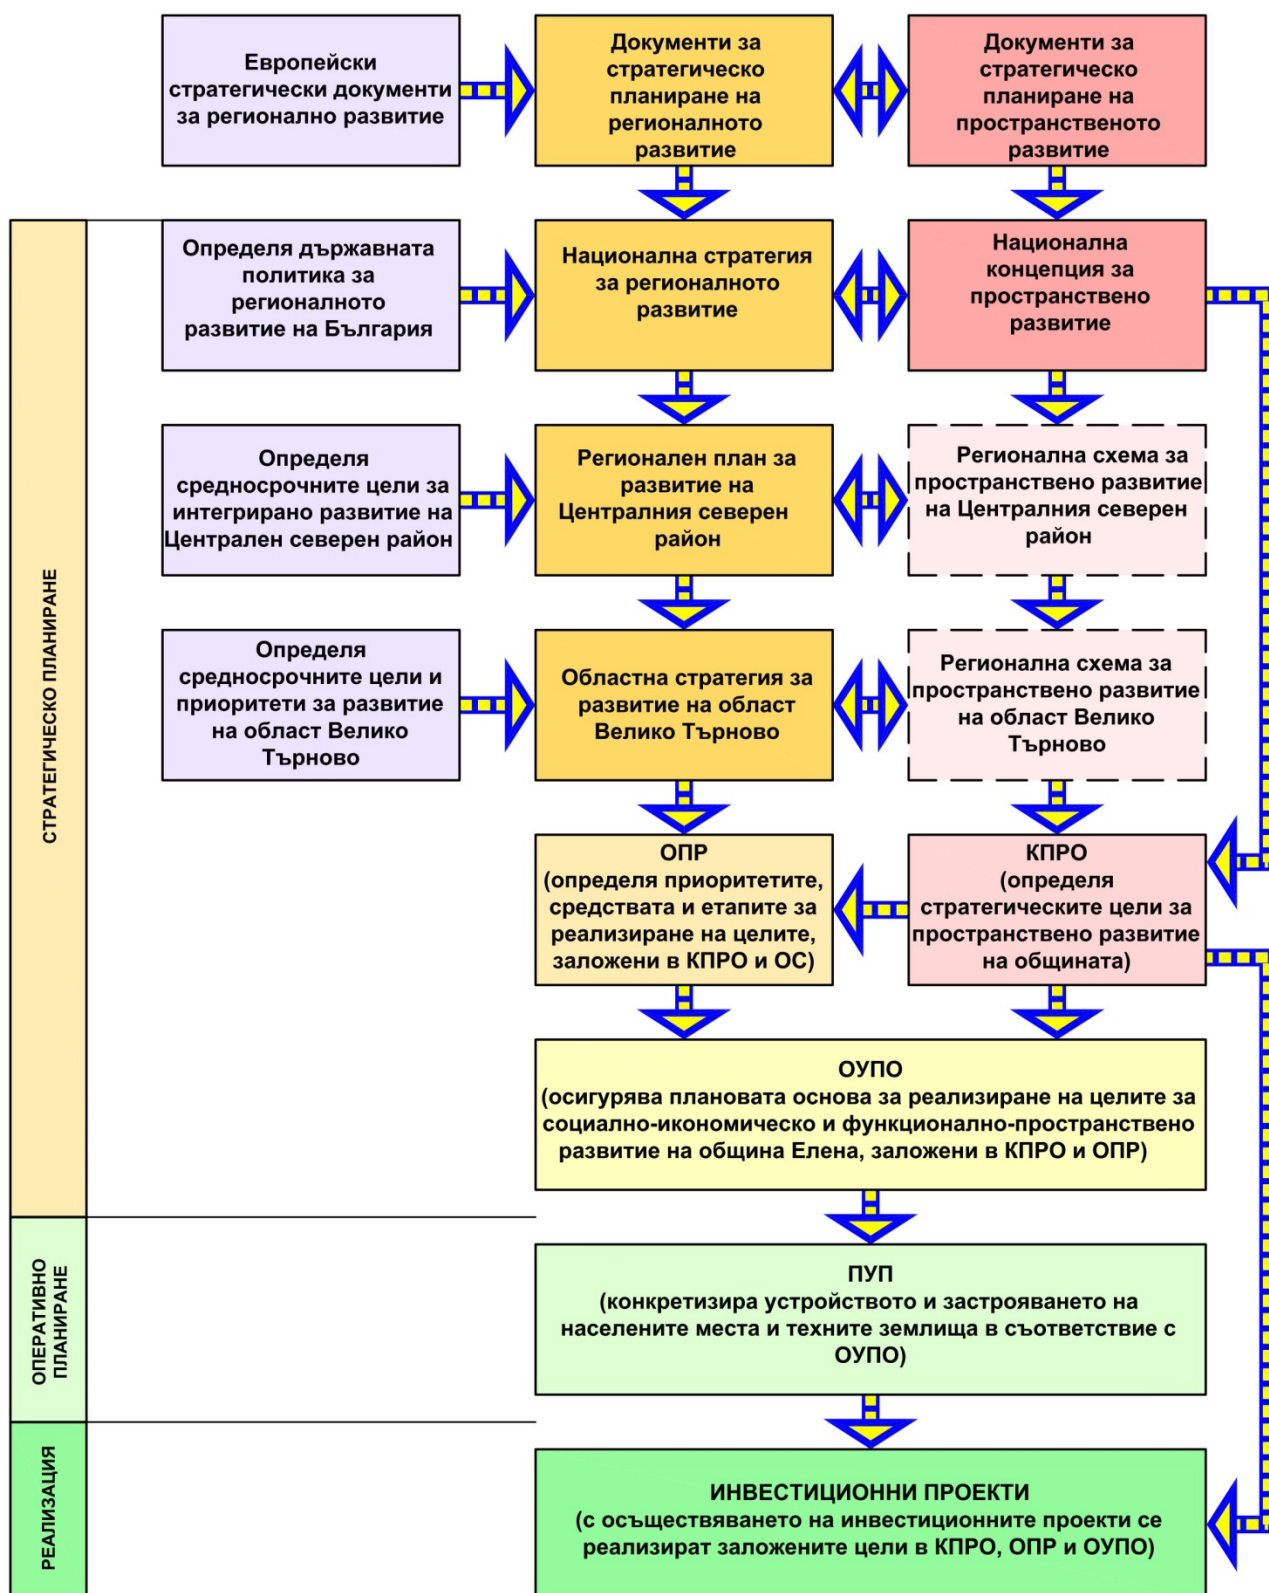 Европейски
стратегически документи
за регионално развитие
Документи за
стратегическо
планиране на
регионалното
развитие
Документи за
стратегическо
планиране на
пространственото
развитие
СТРАТЕГИЧЕСКО ПЛАНИРАНЕ
Определя държавната
политика за
регионалното
развитие на България
Национална стратегия
за регионалното
развитие
Национална
концепция за
пространствено
развитие
Определя
средносрочните цели за
интегрирано развитие на
Централен северен район
Регионален план за
развитие на
Централния северен
район
Регионална схема за
пространствено развитие
на Централния северен
район
Определя
средносрочните цели и
приоритети за развитие
на област Велико
Търново
Областна стратегия за
развитие на област
Велико Търново
Регионална схема за
пространствено развитие
на област Велико
Търново
ОПР
(определя приоритетите,
средствата и етапите за
реализиране на целите,
заложени в КПРО и ОС)
КПРО
(определя
стратегическите цели за
пространствено развитие
на общината)
ОУПО
(осигурява плановата основа за реализиране на целите за
социално-икономическо и функционално-пространствено
развитие на община Елена, заложени в КПРО и ОПР)
ОПЕРАТИВНО
ПЛАНИРАНЕ
ПУП
(конкретизира устройството и застрояването на
населените места и техните землища в съответствие с
ОУПО)
РЕАЛИЗАЦИЯ
ИНВЕСТИЦИОННИ ПРОЕКТИ
(с осъществяването на инвестиционните проекти се
реализират заложените цели в КПРО, ОПР и ОУПО)